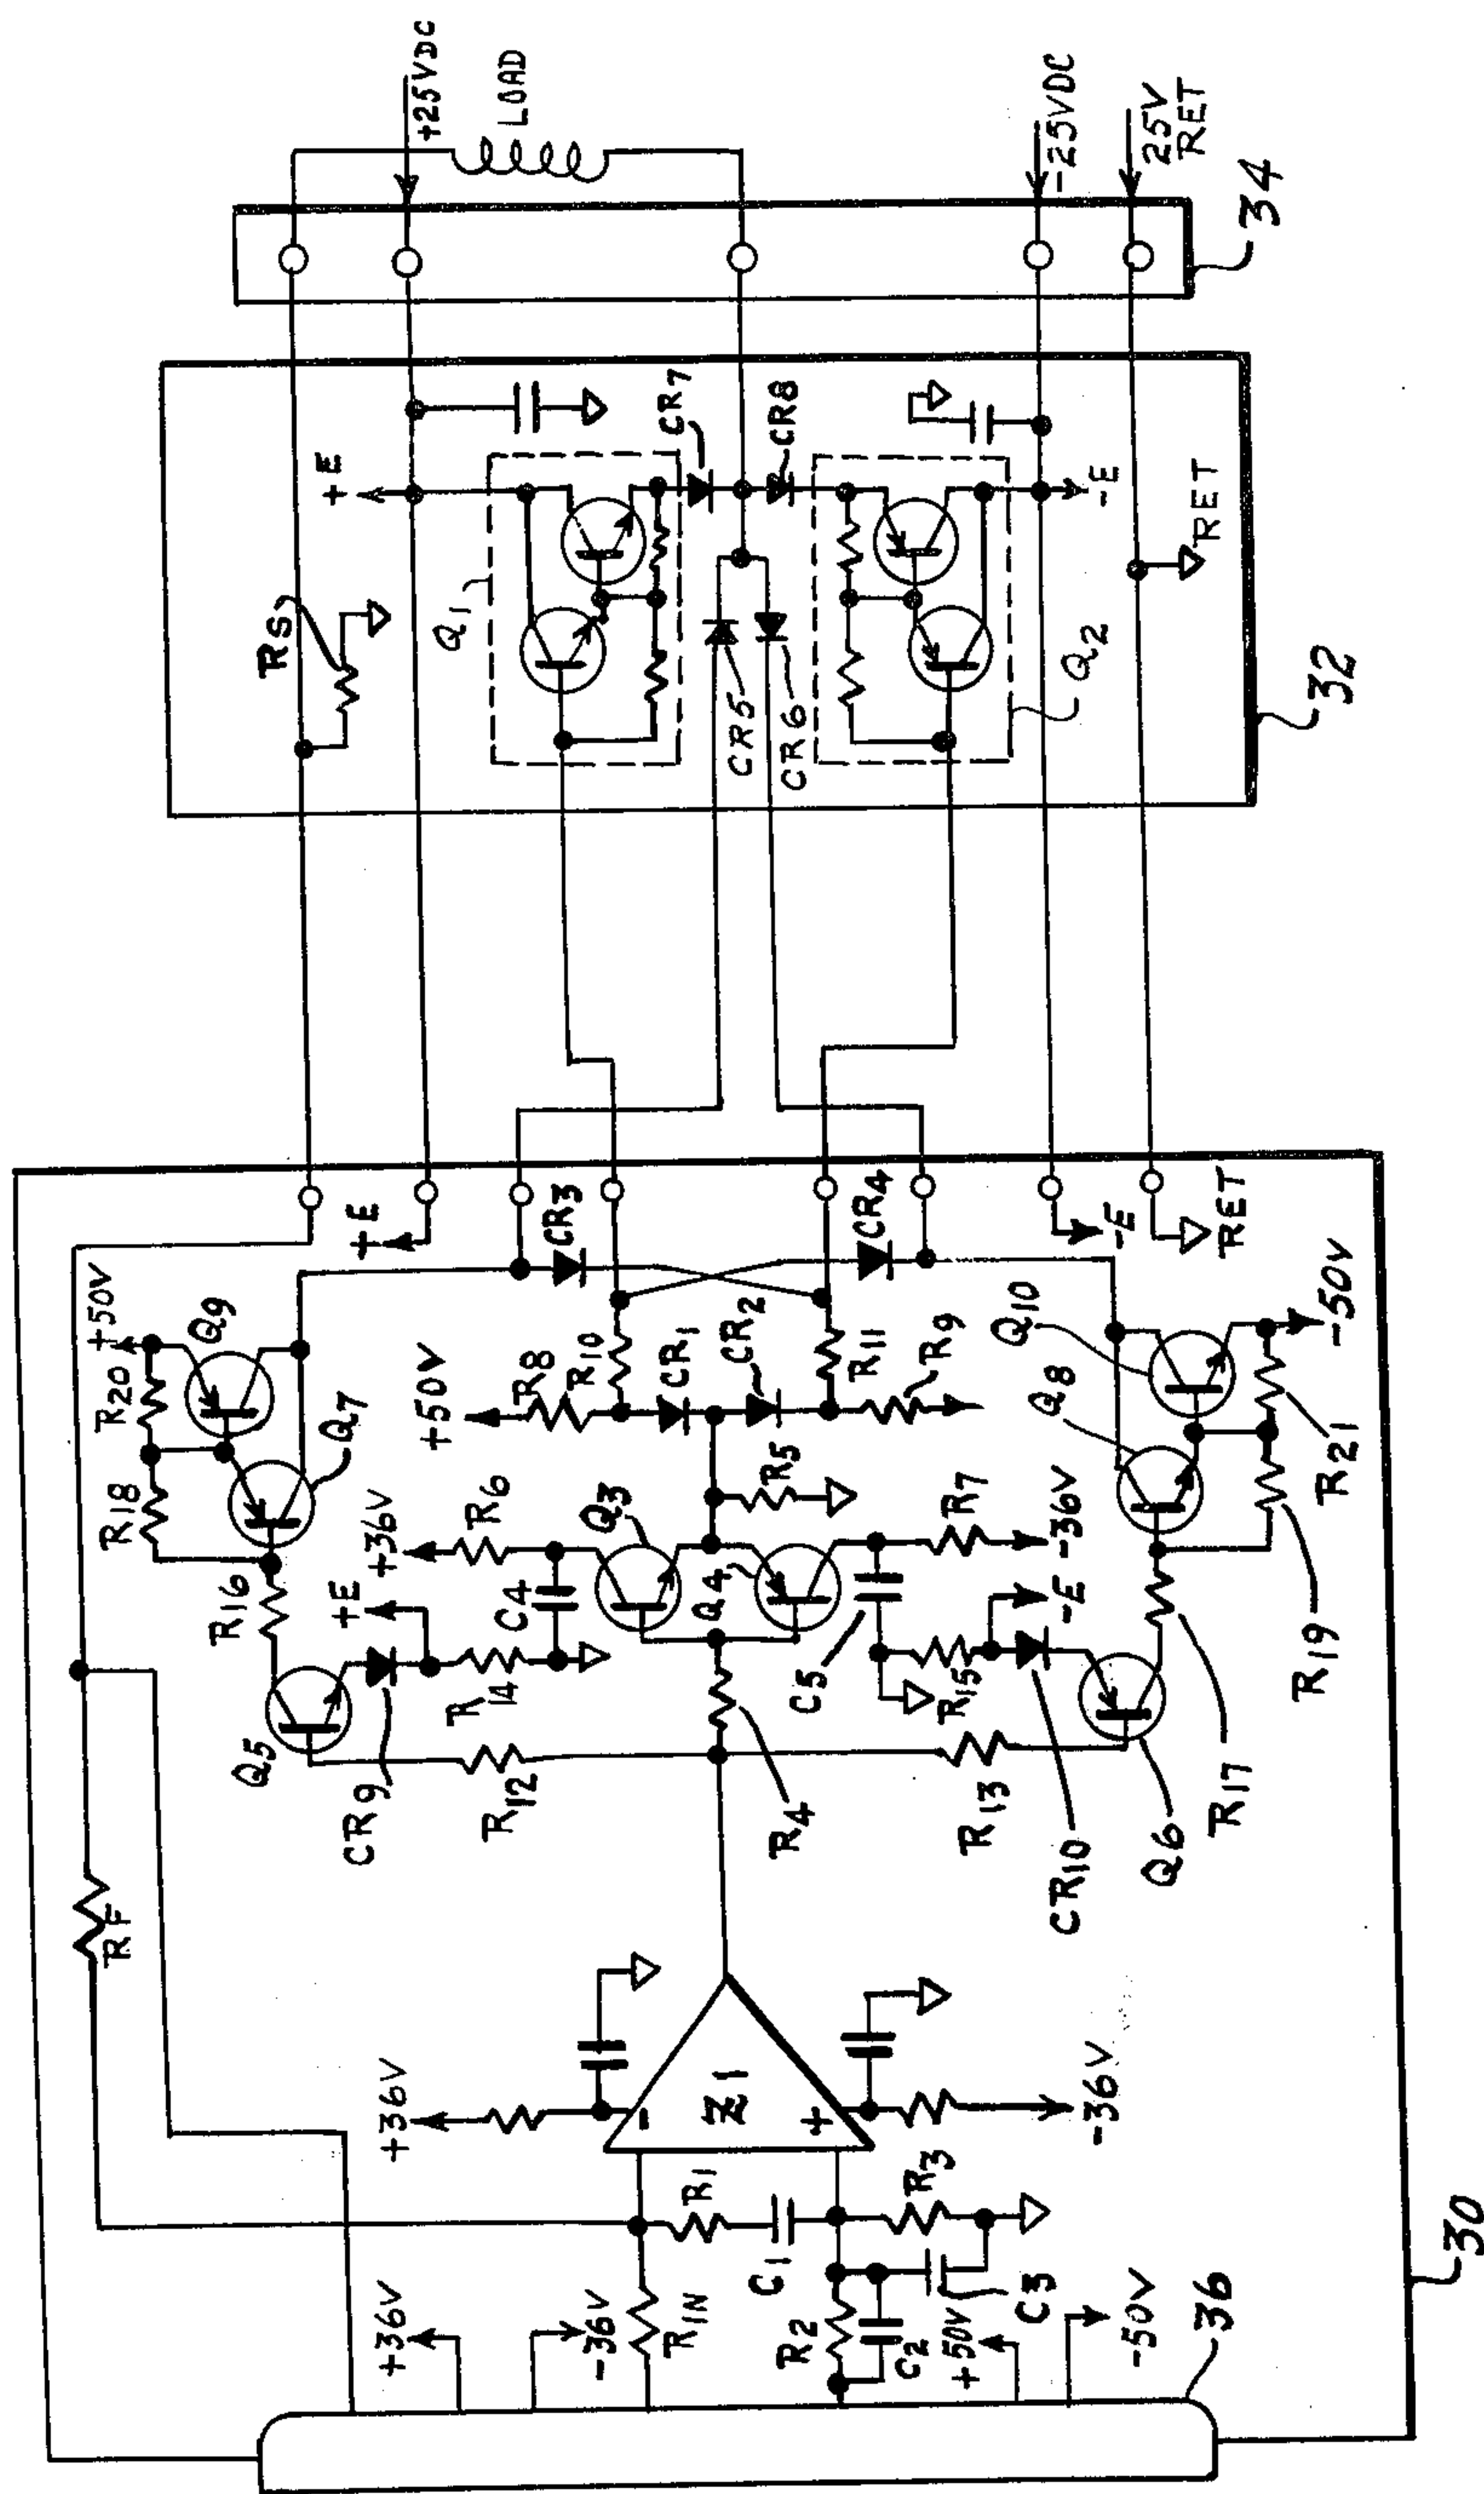 +25VDC
LOAD
-25VDC
25V
RET
34
+E
RS
Q1
CR7
CR8
CR5
CR6
-E
RET
Q2
32
+50V
R20
Q9
+E
CR3
CR4
-E
RET
R18
Q7
+50V
R8
R10
CR1
CR2
R11
R9
Q10
Q8
-50V
R16
+E
+36V
R6
Q3
R5
R7
-36V
R21
C4
Q4
Q5
CR9
R14
R12
R4
C5
R15
-E
R13
CR10
Q6
R17
R19
RF
+36V
-
Z1
+
-36V
R1
C1
R3
+36V
-36V
RIN
R2
C2
C3
+50V
-50V
36
30